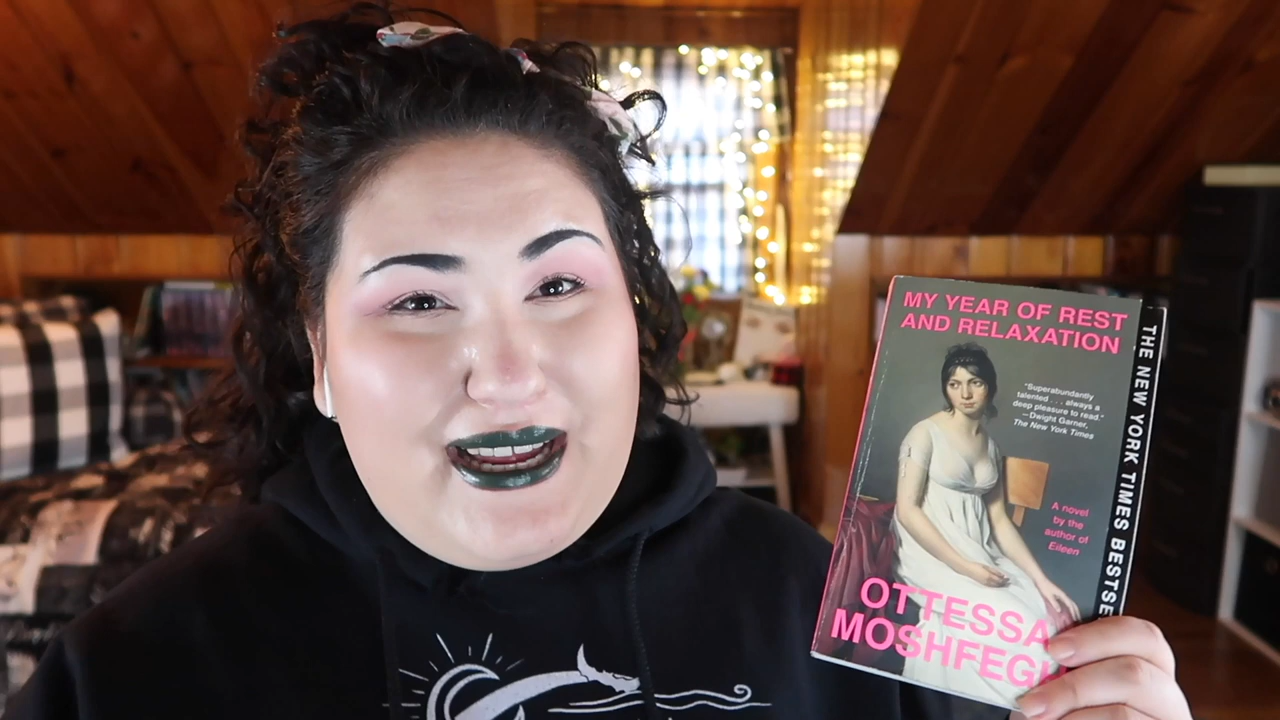 MY YEAR OF REST
AND RELAXATION
"Superabundantly
talented . . . always a
deep pleasure to read."
—Dwight Garner,
The New York Times
A novel
by the
author of
Eileen
OTTESSA
MOSHFEGH
THE NEW YORK TIMES BESTSE